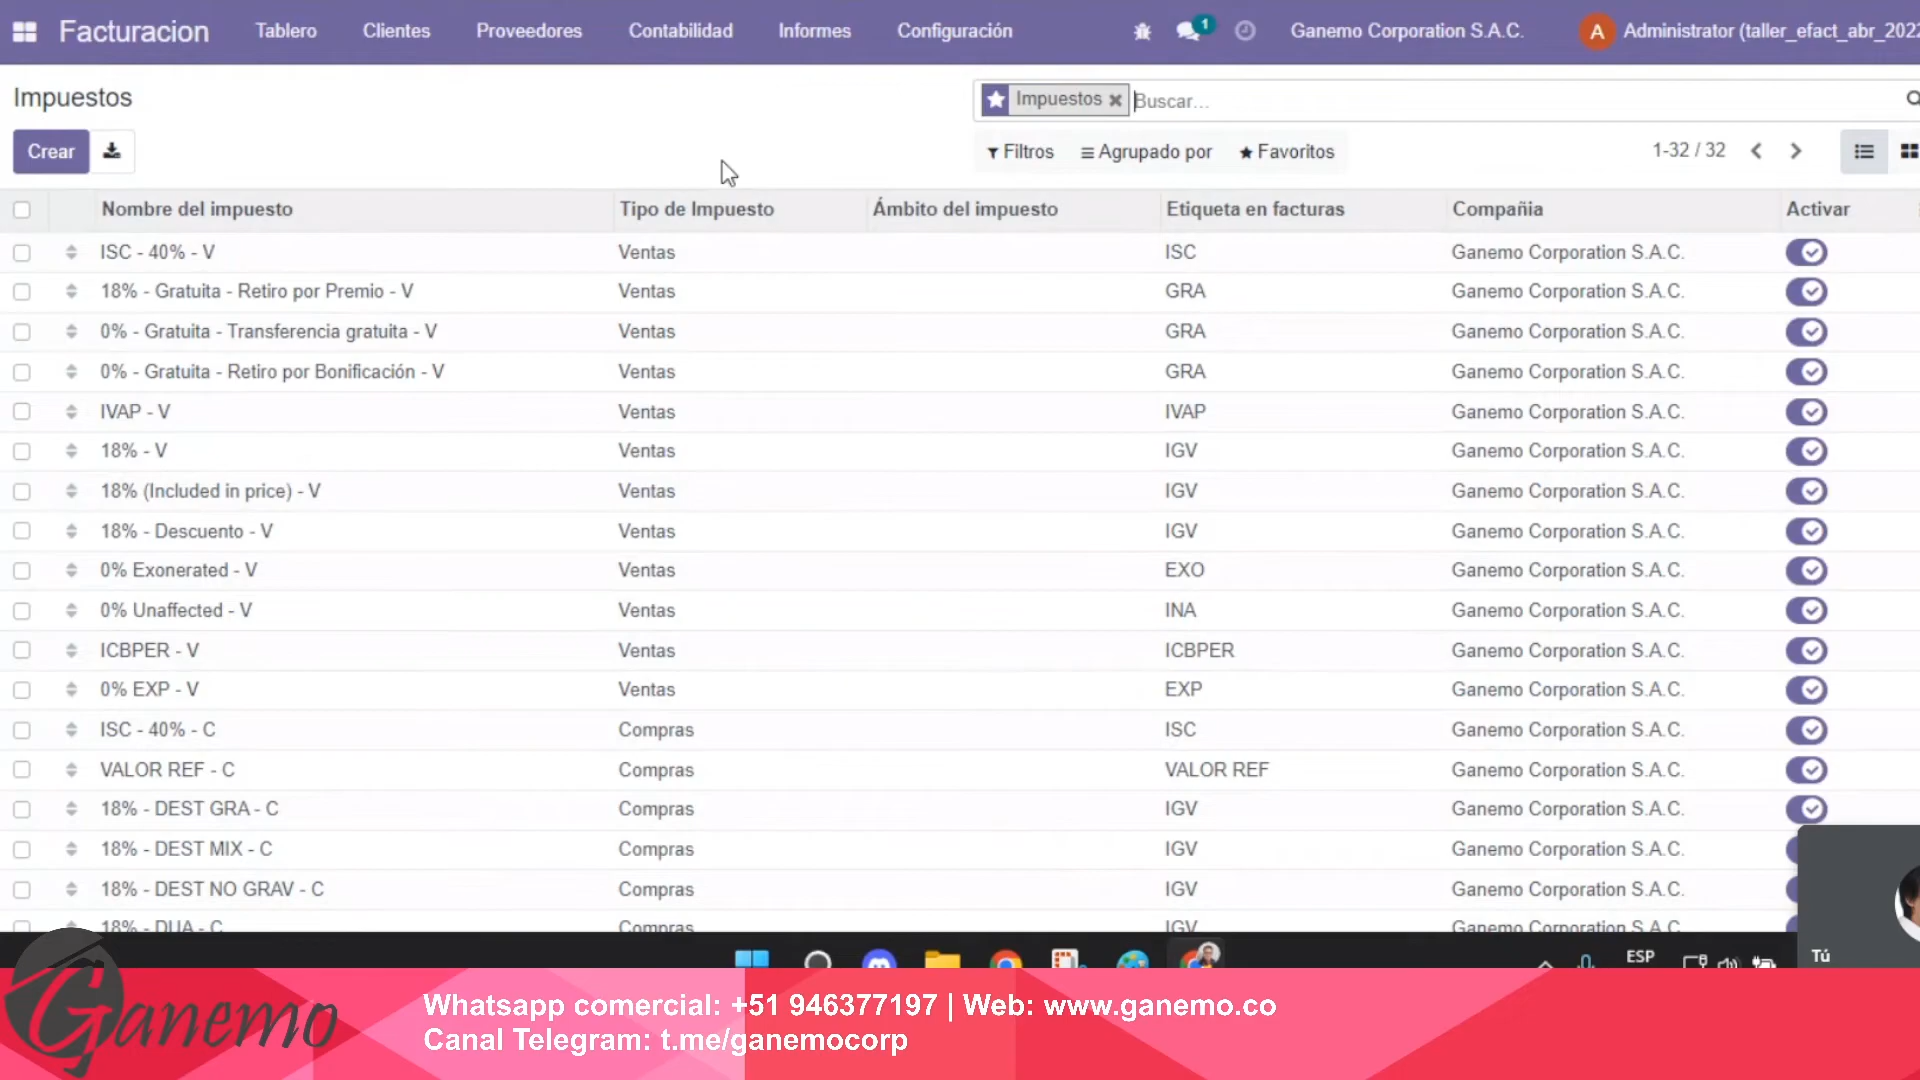 Facturacion Tablero Clientes Proveedores Contabilidad Informes Configuración 1 Ganemo Corporation S.A.C. A Administrator (taller_efact_abr_2022
Impuestos Impuestos Buscar...
Crear Filtros Agrupado por Favoritos 1-32 / 32
Nombre del impuesto Tipo de Impuesto Ámbito del impuesto Etiqueta en facturas Compañia Activar
ISC - 40% - V Ventas ISC Ganemo Corporation S.A.C.
18% - Gratuita - Retiro por Premio - V Ventas GRA Ganemo Corporation S.A.C.
0% - Gratuita - Transferencia gratuita - V Ventas GRA Ganemo Corporation S.A.C.
0% - Gratuita - Retiro por Bonificación - V Ventas GRA Ganemo Corporation S.A.C.
IVAP - V Ventas IVAP Ganemo Corporation S.A.C.
18% - V Ventas IGV Ganemo Corporation S.A.C.
18% (Included in price) - V Ventas IGV Ganemo Corporation S.A.C.
18% - Descuento - V Ventas IGV Ganemo Corporation S.A.C.
0% Exonerated - V Ventas EXO Ganemo Corporation S.A.C.
0% Unaffected - V Ventas INA Ganemo Corporation S.A.C.
ICBPER - V Ventas ICBPER Ganemo Corporation S.A.C.
0% EXP - V Ventas EXP Ganemo Corporation S.A.C.
ISC - 40% - C Compras ISC Ganemo Corporation S.A.C.
VALOR REF - C Compras VALOR REF Ganemo Corporation S.A.C.
18% - DEST GRA - C Compras IGV Ganemo Corporation S.A.C.
18% - DEST MIX - C Compras IGV Ganemo Corporation S.A.C.
18% - DEST NO GRAV - C Compras IGV Ganemo Corporation S.A.C.
18% - DUA - C Compras IGV Ganemo Corporation S.A.C.
ESP Tú
Ganemo
Whatsapp comercial: +51 946377197 | Web: www.ganemo.co
Canal Telegram: t.me/ganemocorp